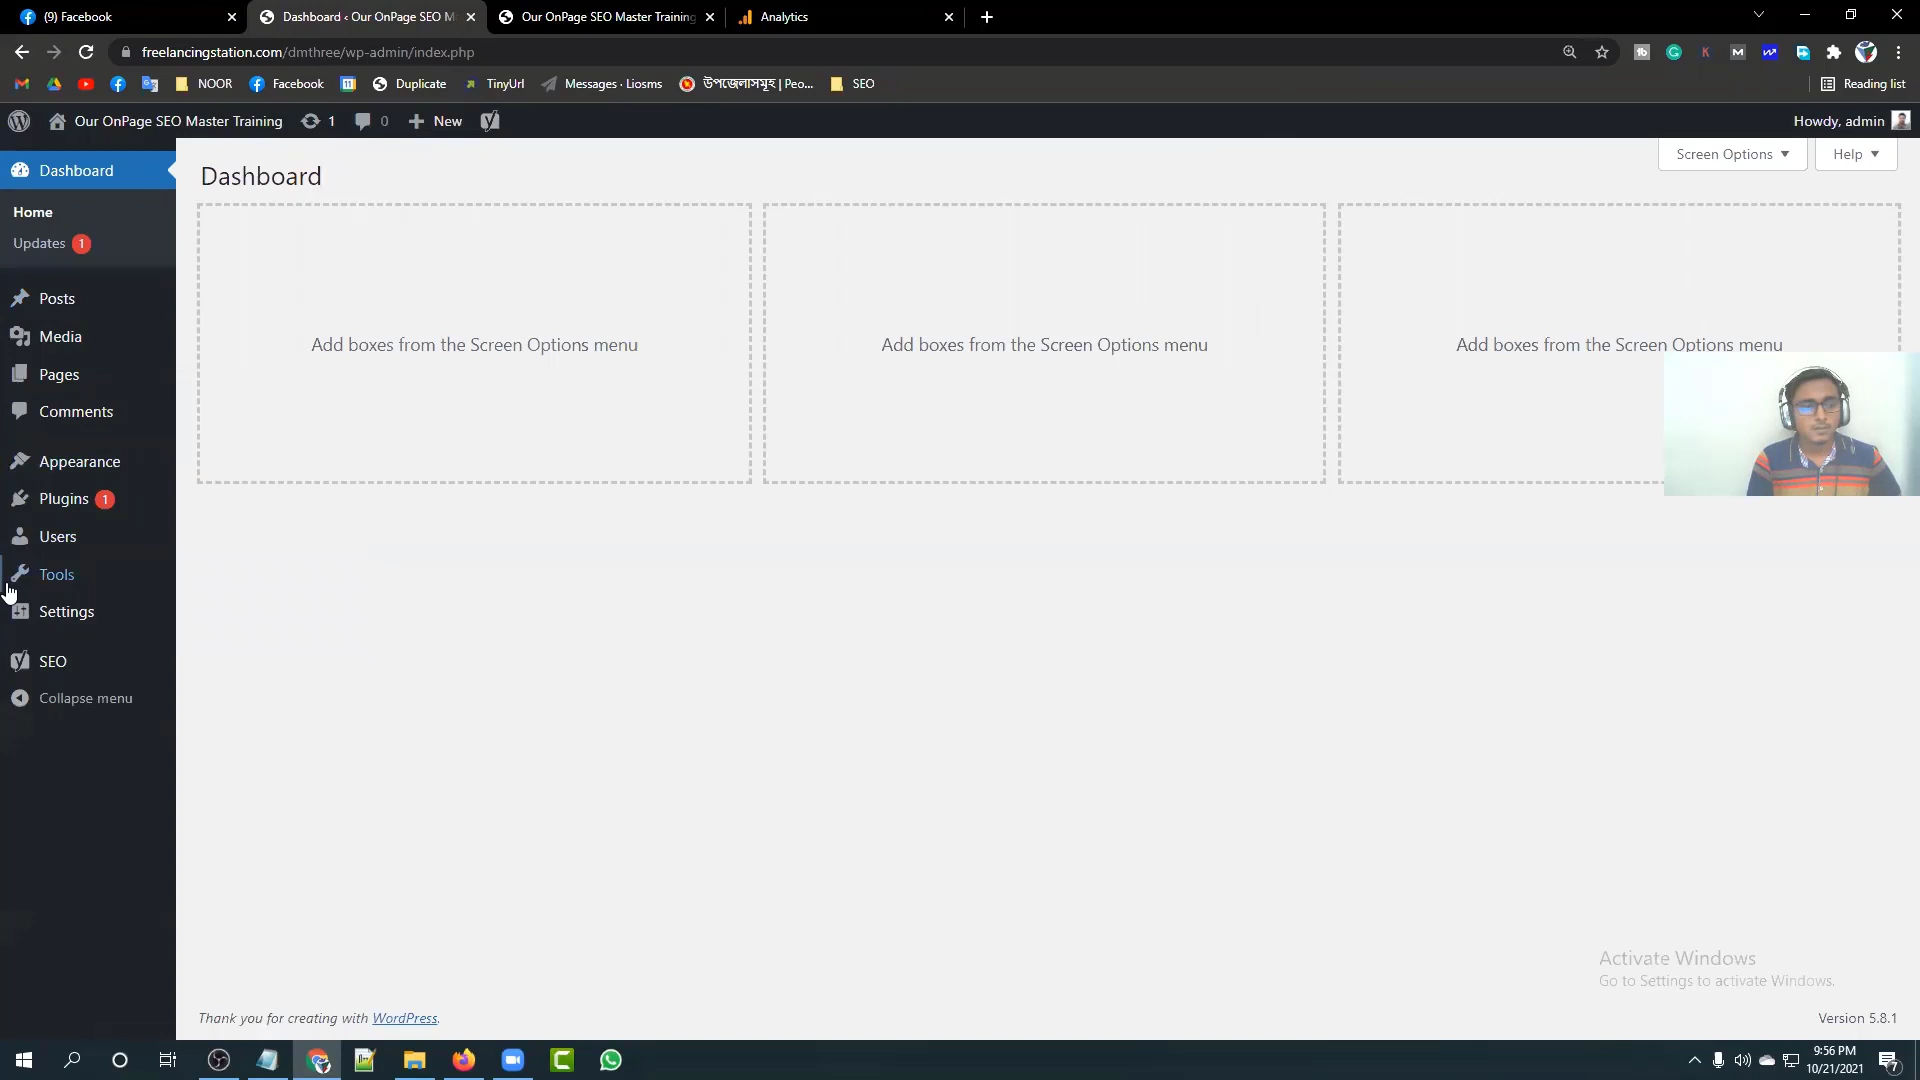 (9) Facebook
Dashboard ‹ Our OnPage SEO M
Our OnPage SEO Master Training
Analytics
freelancingstation.com/dmthree/wp-admin/index.php
NOOR
Facebook
Duplicate
TinyUrl
Messages · Liosms
উপজেলাসমূহ | Peo...
SEO
Reading list
Our OnPage SEO Master Training
1
0
New
Howdy, admin
Dashboard
Home
Updates 1
Posts
Media
Pages
Comments
Appearance
Plugins 1
Users
Tools
Settings
SEO
Collapse menu
Dashboard
Screen Options
Help
Add boxes from the Screen Options menu
Add boxes from the Screen Options menu
Add boxes from the Screen Options menu
Activate Windows
Go to Settings to activate Windows.
Thank you for creating with WordPress.
Version 5.8.1
9:56 PM
10/21/2021
7